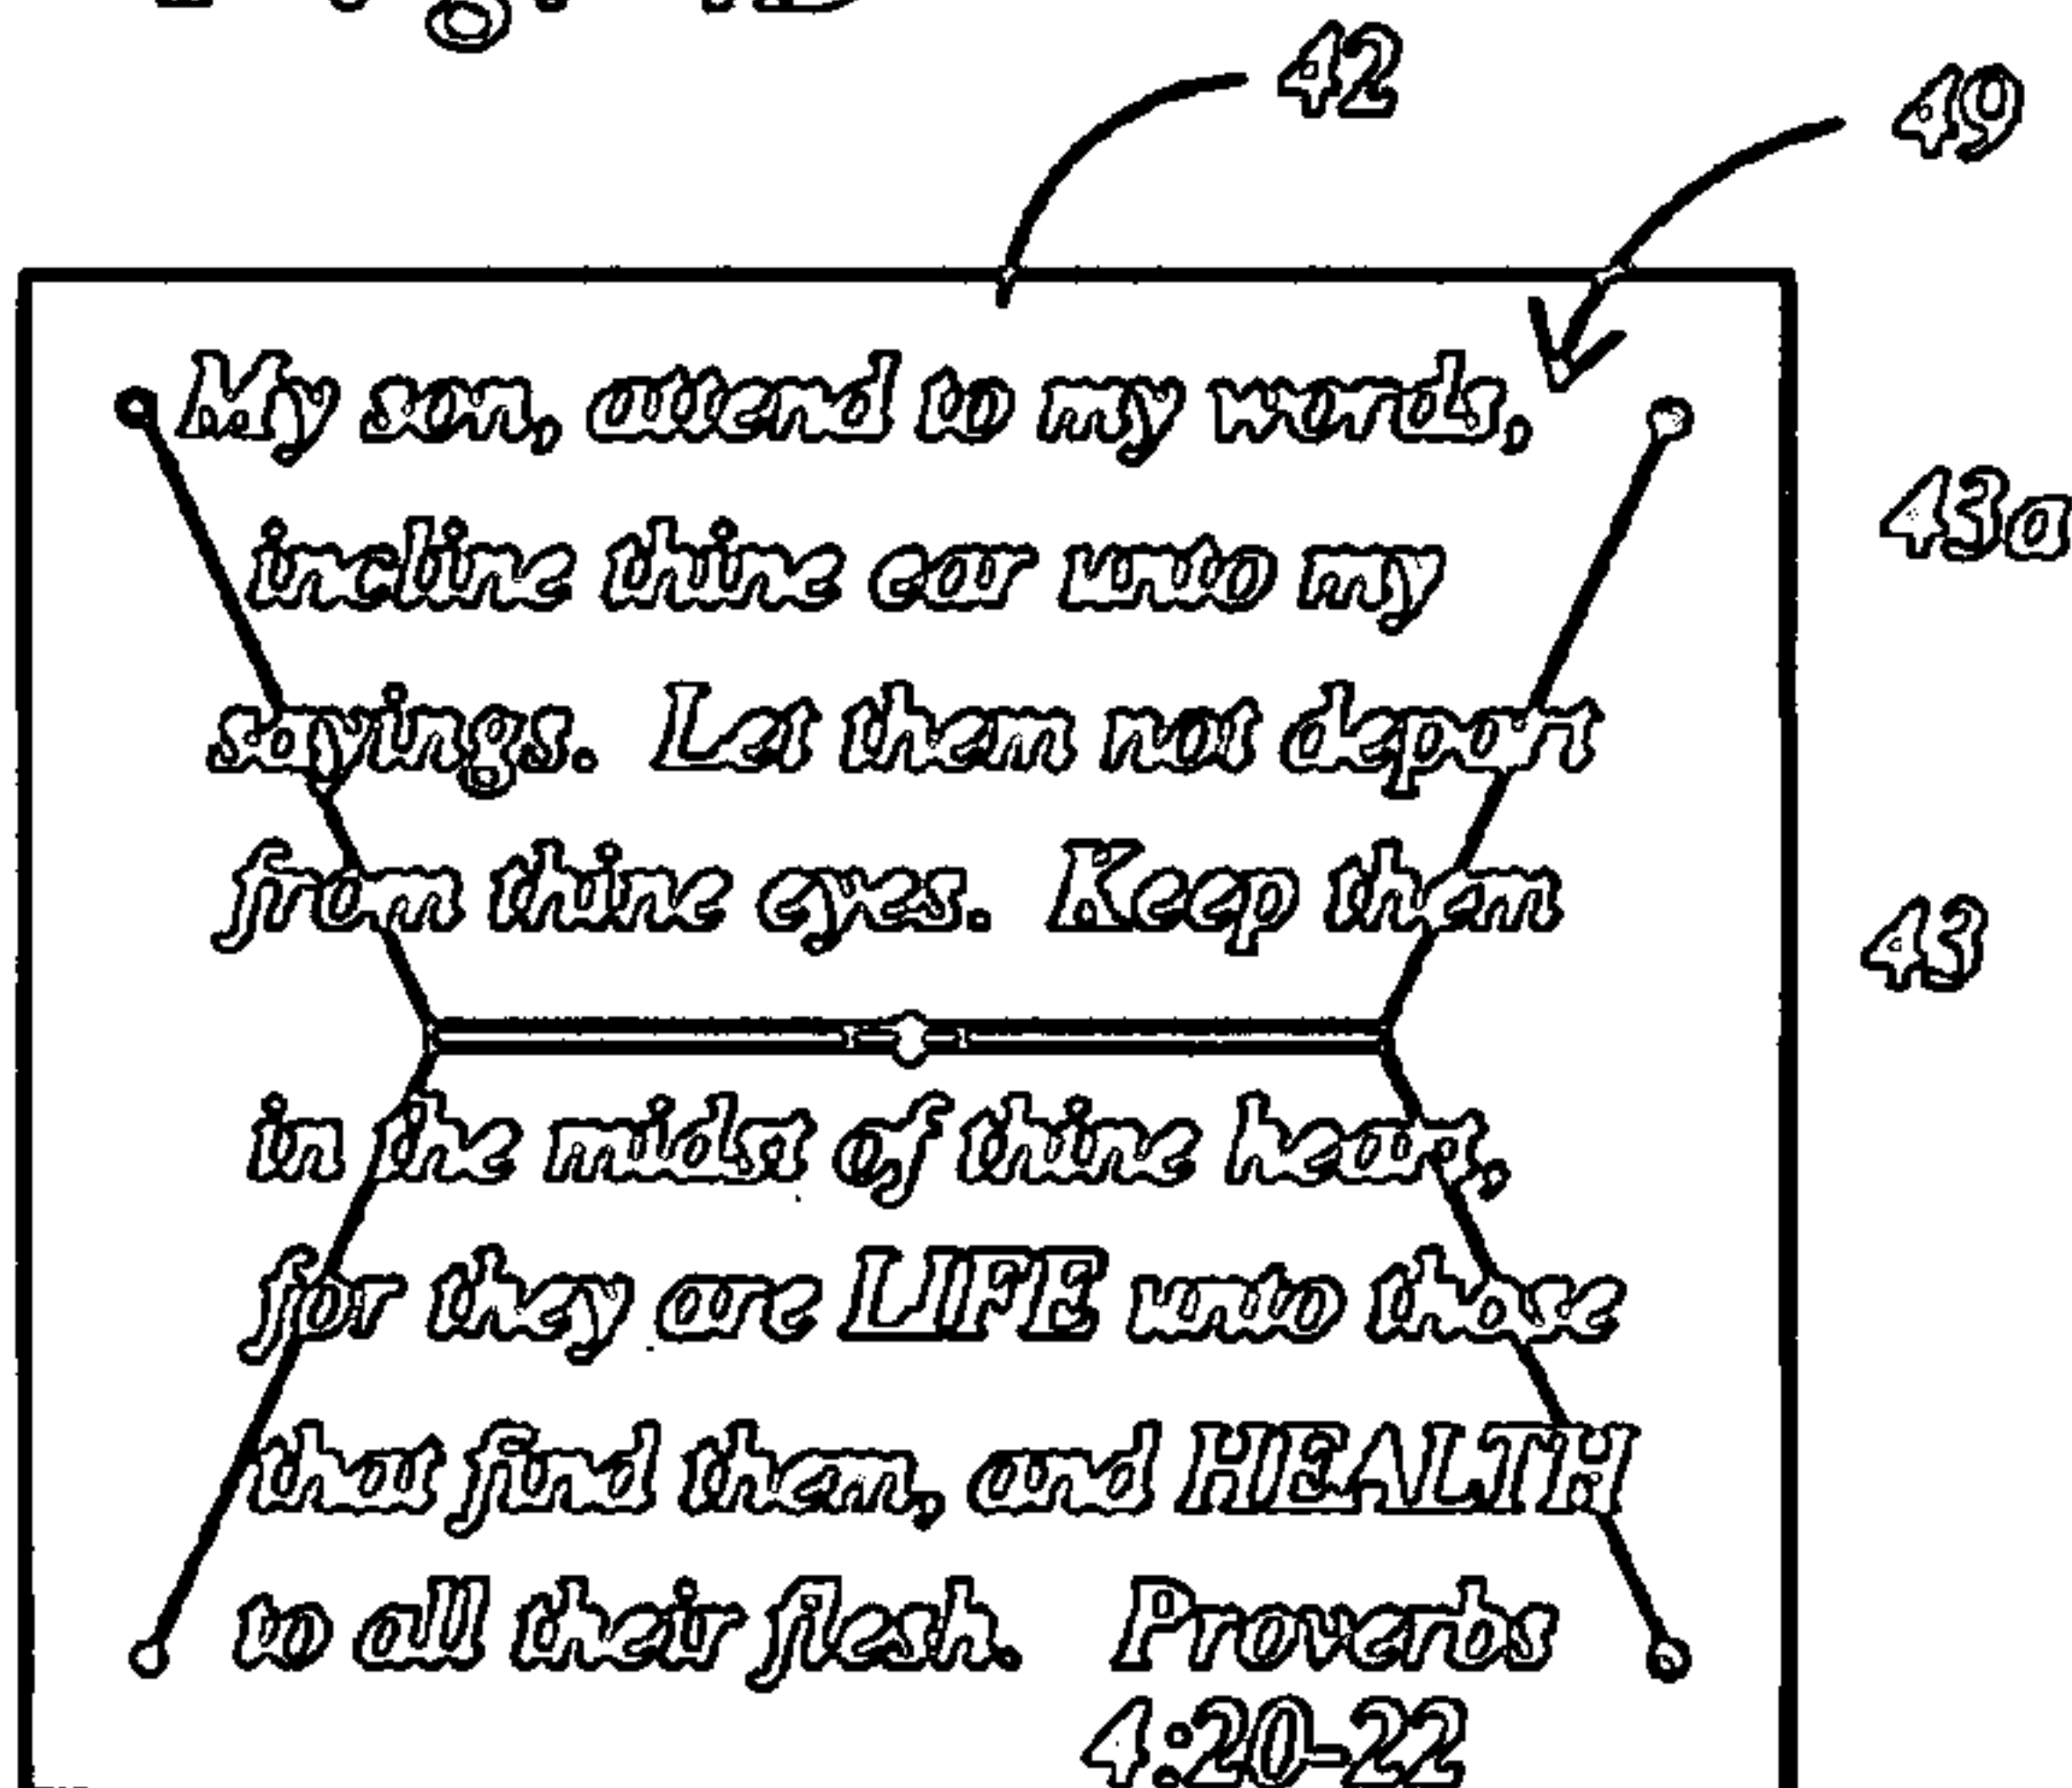 42
49
My son, attend to my words,
incline thine ear unto my
43a
sayings. Let them not depart
from thine eyes. Keep them
43
in the midst of thine heart,
for they are LIFE unto those
that find them, and HEALTH
to all their flesh. Proverbs
4:20-22